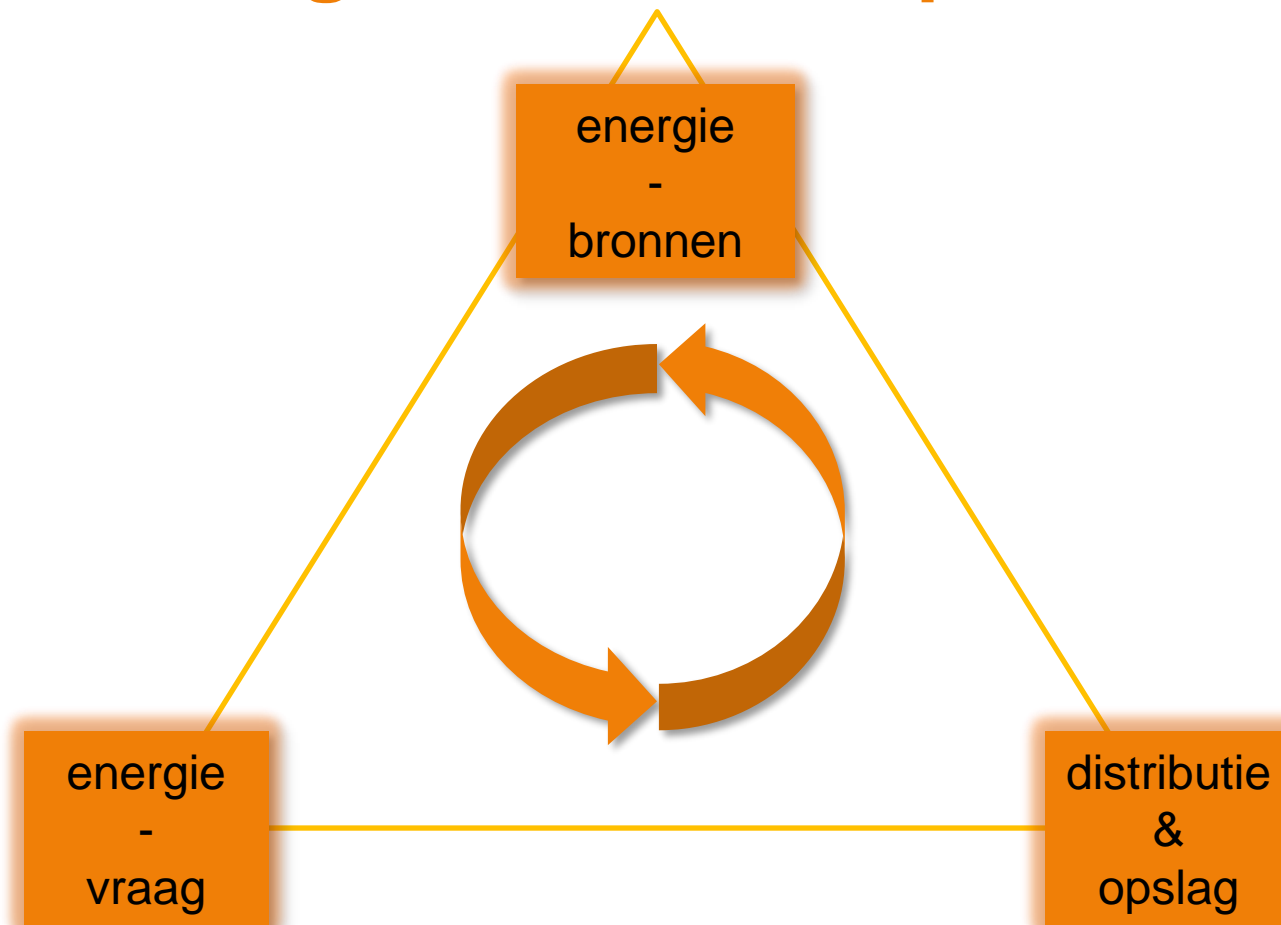 energie
-
bronnen
energie
-
vraag
distributie
&
opslag